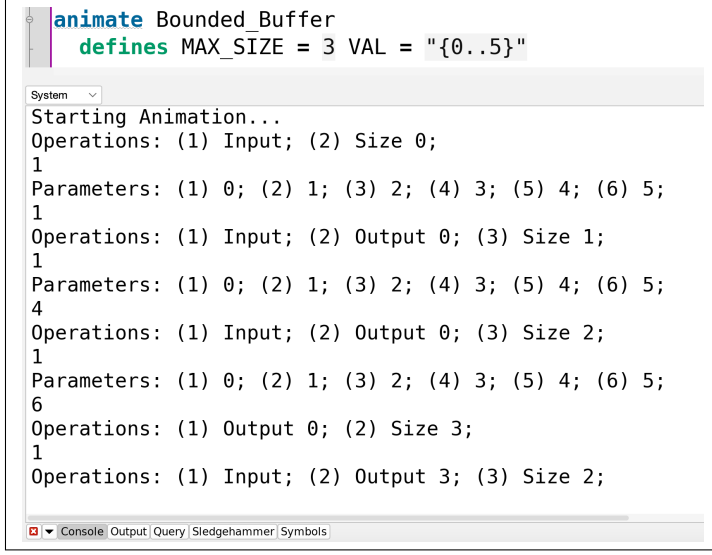 animate Bounded_Buffer
defines MAX_SIZE = 3 VAL = "{0..5}"
System
Starting Animation...
Operations: (1) Input; (2) Size 0;
1
Parameters: (1) 0; (2) 1; (3) 2; (4) 3; (5) 4; (6) 5;
1
Operations: (1) Input; (2) Output 0; (3) Size 1;
1
Parameters: (1) 0; (2) 1; (3) 2; (4) 3; (5) 4; (6) 5;
4
Operations: (1) Input; (2) Output 0; (3) Size 2;
1
Parameters: (1) 0; (2) 1; (3) 2; (4) 3; (5) 4; (6) 5;
6
Operations: (1) Output 0; (2) Size 3;
1
Operations: (1) Input; (2) Output 3; (3) Size 2;
Console Output Query Sledgehammer Symbols